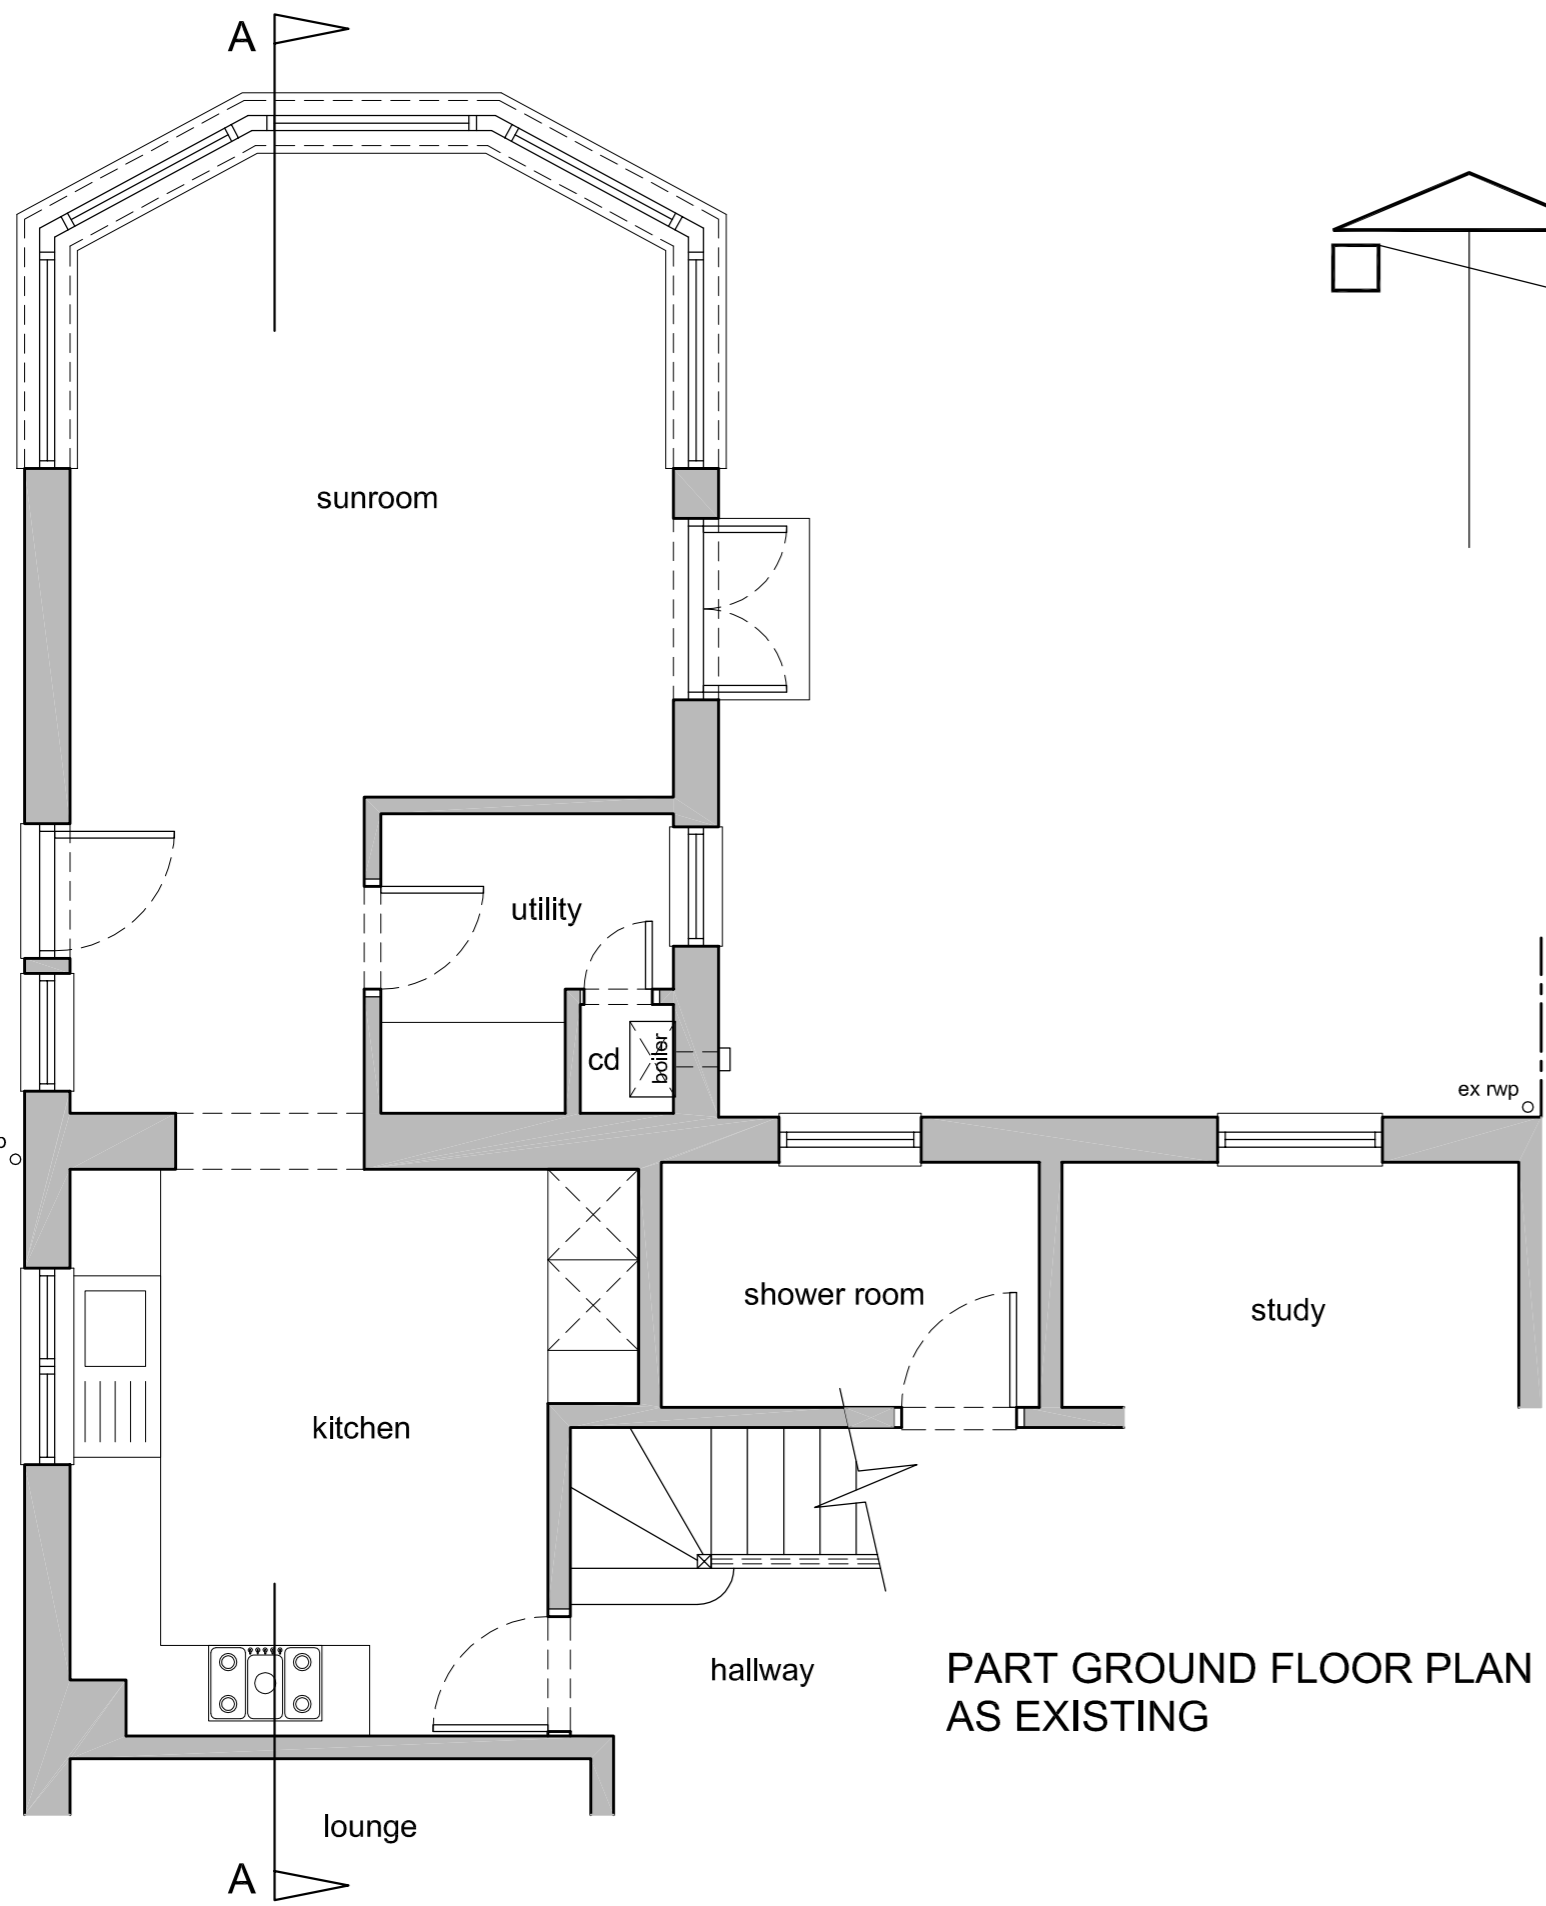 A
sunroom
utility
cd
boiler
ex rwp
shower room
study
kitchen
hallway
PART GROUND FLOOR PLAN
AS EXISTING
lounge
A